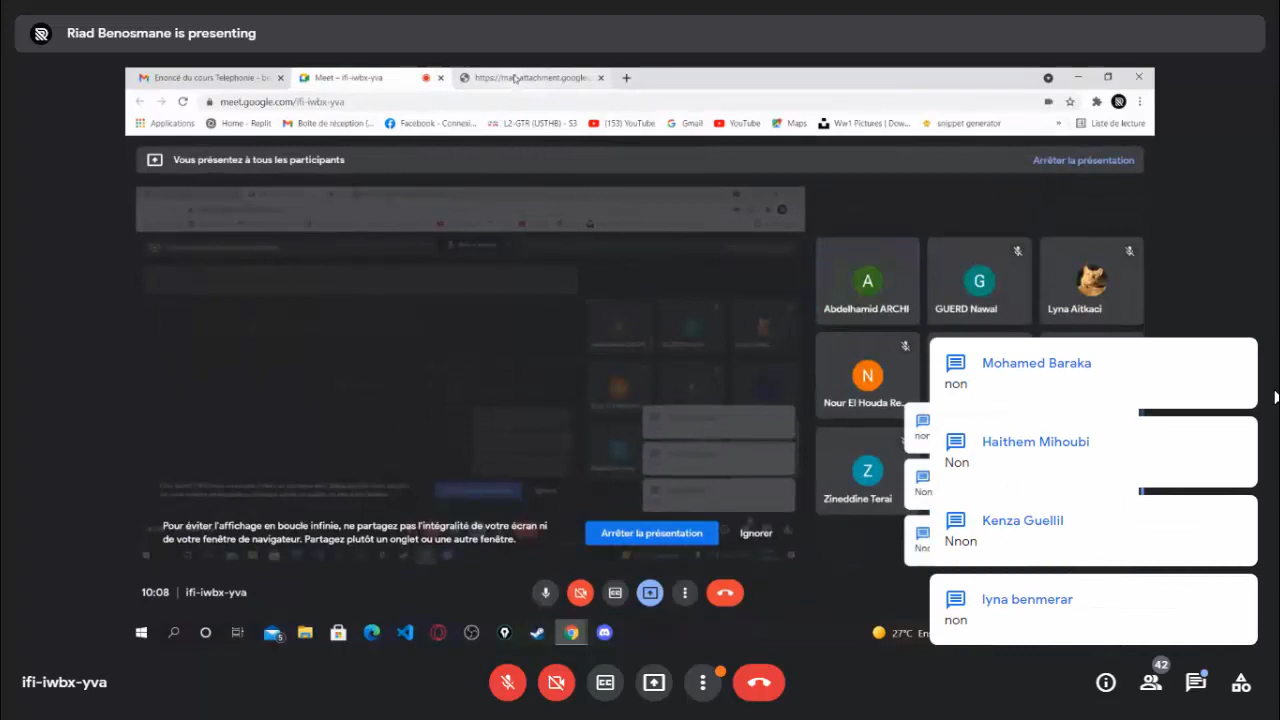 Riad Benosmane is presenting
Enoncé du cours Telephonie - be
Meet – ifi-iwbx-yva
meet.google.com/ifi-iwbx-yva
Applications
Home - Replit
Boîte de réception (...
Facebook - Connexi...
L2-GTR (USTHB) - S3
(153) YouTube
Gmail
YouTube
Maps
Ww1 Pictures | Dow...
snippet generator
»
Liste de lecture
Vous présentez à tous les participants
Arrêter la présentation
A
Abdelhamid ARCHI
G
GUERD Nawal
Lyna Aitkaci
N
Nour El Houda Re...
Z
Zineddine Terai
Mohamed Baraka
non
Haithem Mihoubi
Non
Kenza Guellil
Nnon
lyna benmerar
non
non
Non
Pour éviter l'affichage en boucle infinie, ne partagez pas l'intégralité de votre écran ni
de votre fenêtre de navigateur. Partagez plutôt un onglet ou une autre fenêtre.
Arrêter la présentation
Ignorer
10:08 | ifi-iwbx-yva
5
27°C
ifi-iwbx-yva
CC
42